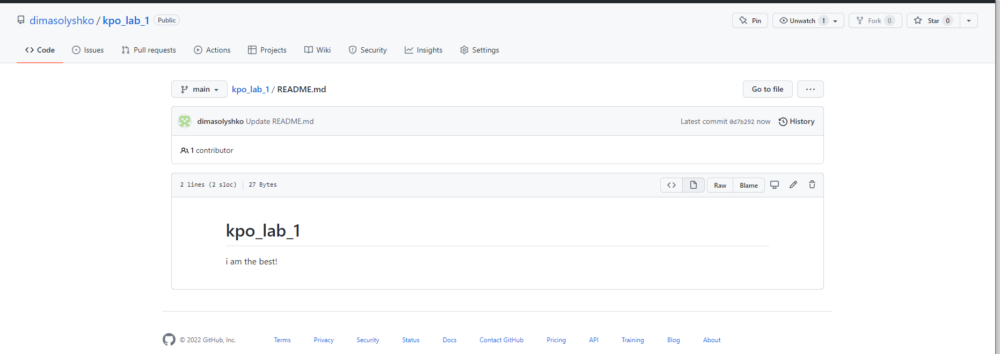 dimasolyshko / kpo_lab_1 Public Pin Unwatch 1 Fork 0 Star 0
Code Issues Pull requests Actions Projects Wiki Security Insights Settings
main kpo_lab_1 / README.md Go to file ...
dimasolyshko Update README.md Latest commit 0d7b292 now History
1 contributor
2 lines (2 sloc) 27 Bytes <> Raw Blame
kpo_lab_1
i am the best!
© 2022 GitHub, Inc. Terms Privacy Security Status Docs Contact GitHub Pricing API Training Blog About